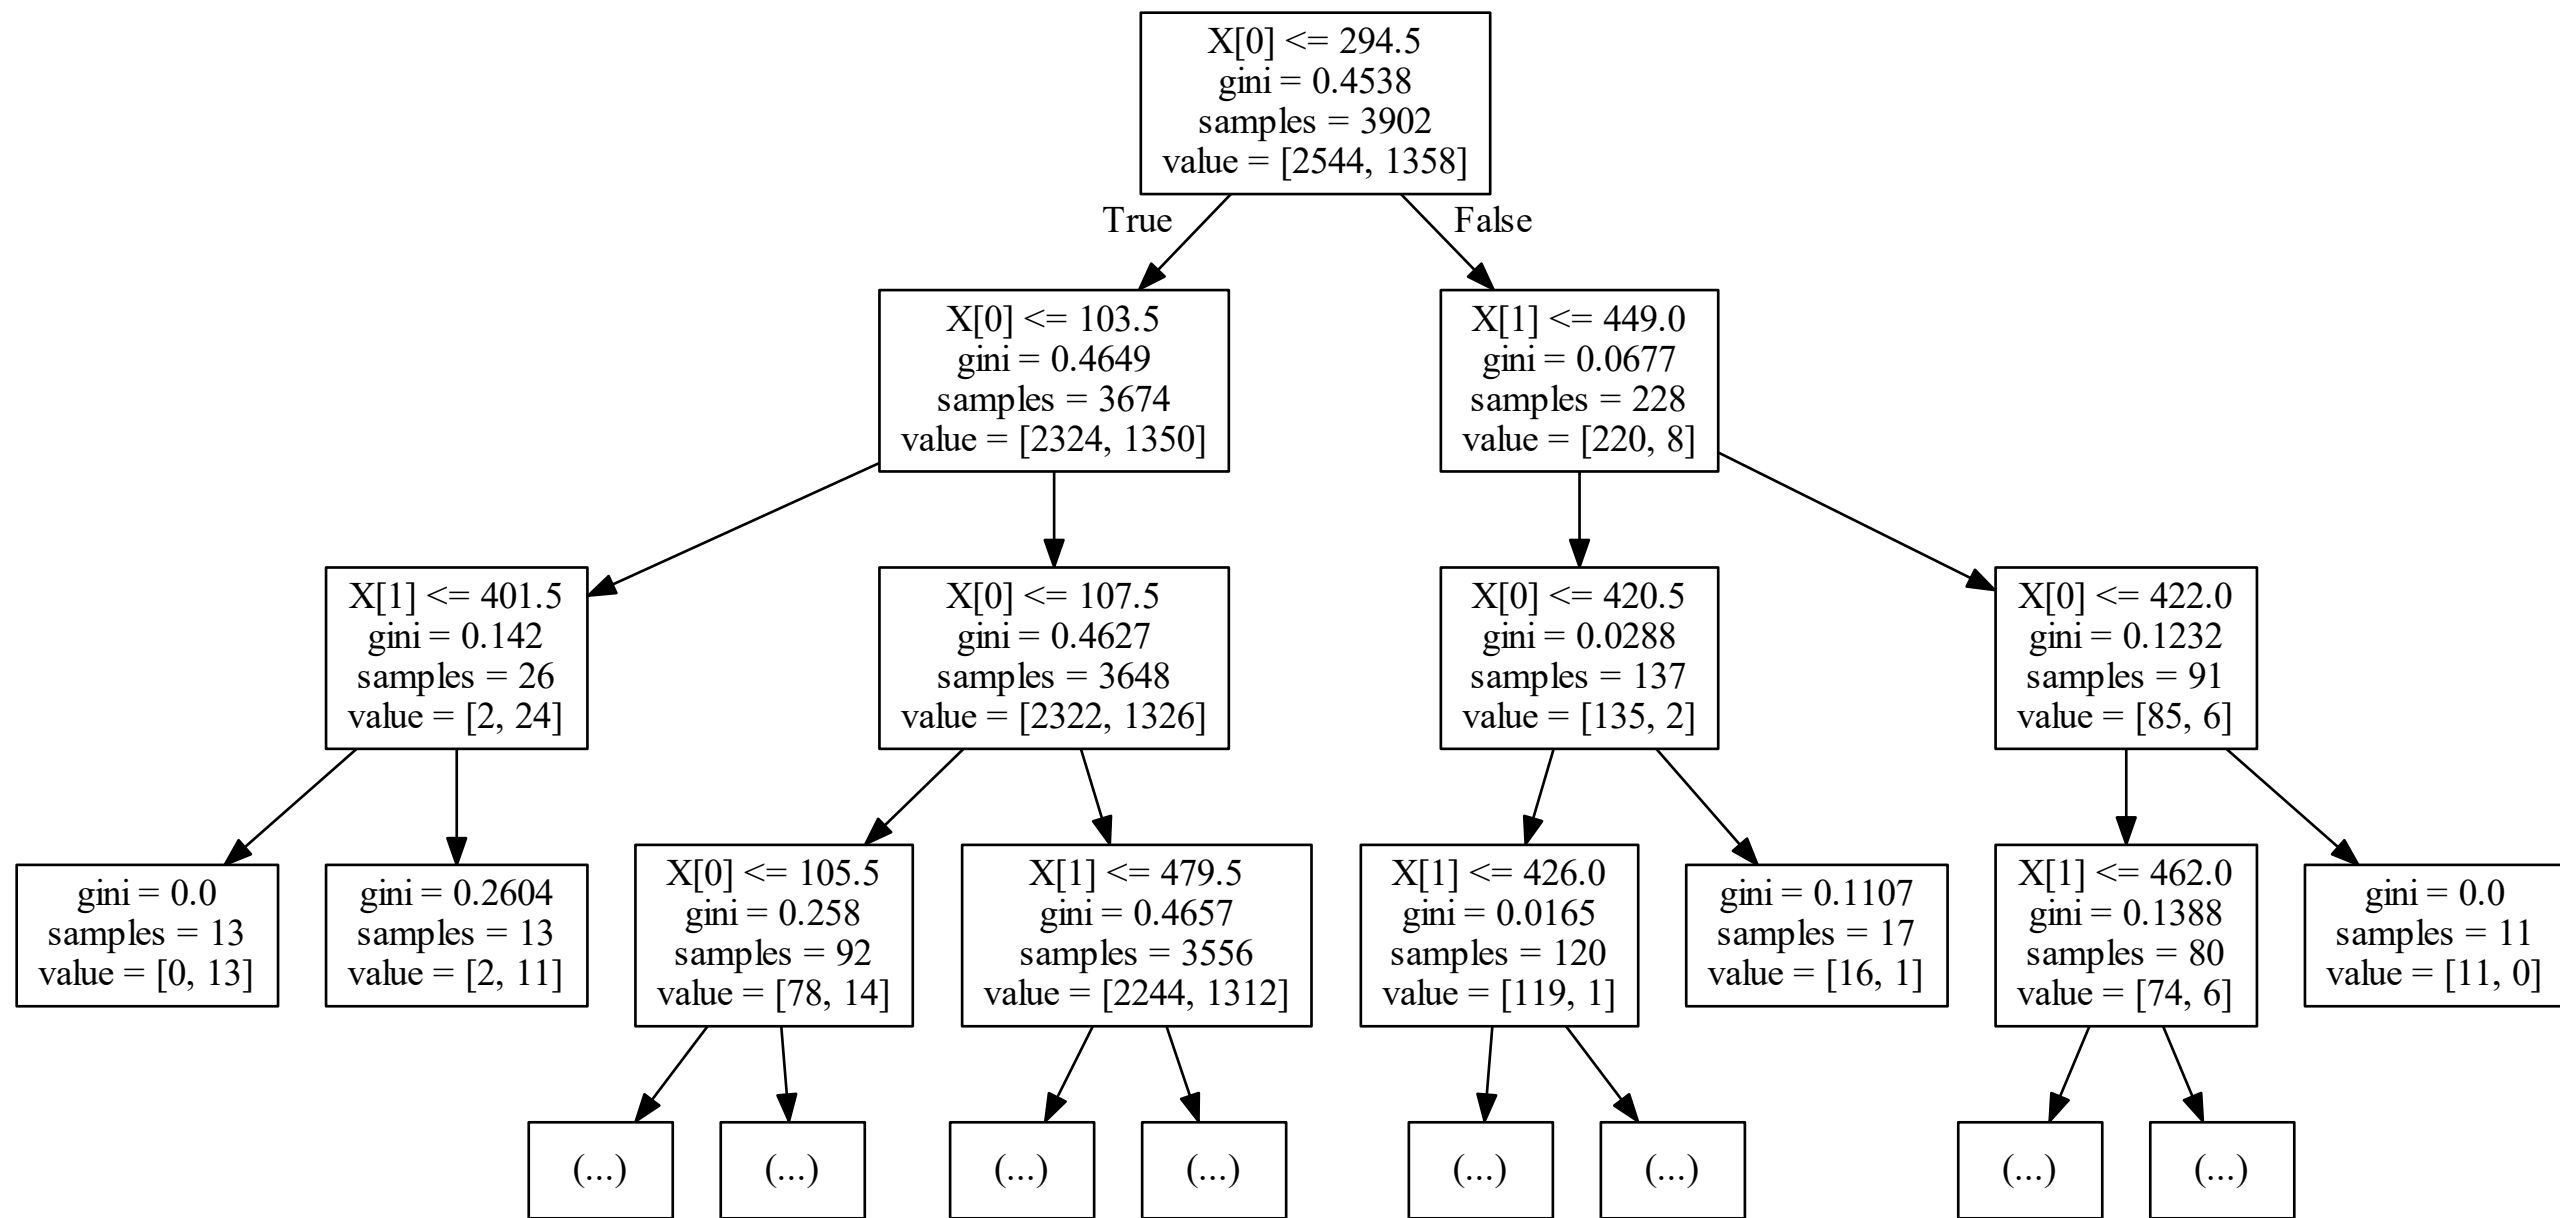 X[0] <= 294.5
gini = 0.4538
samples = 3902
value = [2544, 1358]
True
False
X[0] <= 103.5
gini = 0.4649
samples = 3674
value = [2324, 1350]
X[1] <= 449.0
gini = 0.0677
samples = 228
value = [220, 8]
X[1] <= 401.5
gini = 0.142
samples = 26
value = [2, 24]
X[0] <= 107.5
gini = 0.4627
samples = 3648
value = [2322, 1326]
X[0] <= 420.5
gini = 0.0288
samples = 137
value = [135, 2]
X[0] <= 422.0
gini = 0.1232
samples = 91
value = [85, 6]
gini = 0.0
samples = 13
value = [0, 13]
gini = 0.2604
samples = 13
value = [2, 11]
X[0] <= 105.5
gini = 0.258
samples = 92
value = [78, 14]
X[1] <= 479.5
gini = 0.4657
samples = 3556
value = [2244, 1312]
X[1] <= 426.0
gini = 0.0165
samples = 120
value = [119, 1]
gini = 0.1107
samples = 17
value = [16, 1]
X[1] <= 462.0
gini = 0.1388
samples = 80
value = [74, 6]
gini = 0.0
samples = 11
value = [11, 0]
(...)
(...)
(...)
(...)
(...)
(...)
(...)
(...)